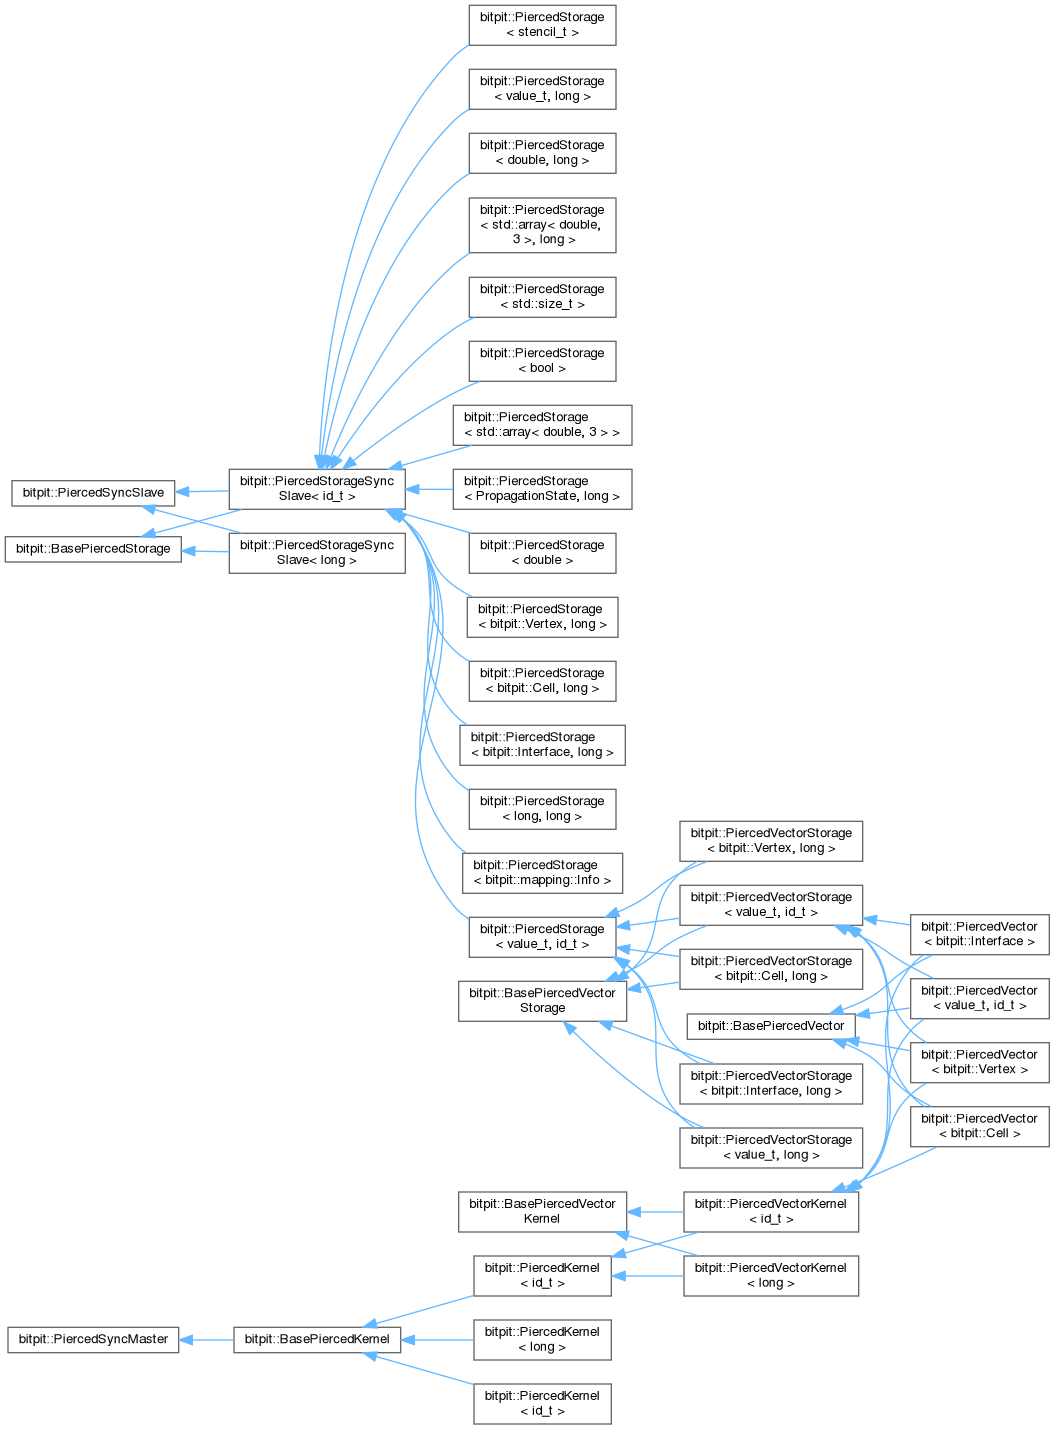 bitpit::PiercedStorage
< stencil_t >
bitpit::PiercedStorage
< value_t, long >
bitpit::PiercedStorage
< double, long >
bitpit::PiercedStorage
< std::array< double,
3 >, long >
bitpit::PiercedStorage
< std::size_t >
bitpit::PiercedStorage
< bool >
bitpit::PiercedStorage
< std::array< double, 3 > >
bitpit::PiercedSyncSlave
bitpit::PiercedStorageSync
Slave< id_t >
bitpit::PiercedStorage
< PropagationState, long >
bitpit::BasePiercedStorage
bitpit::PiercedStorageSync
Slave< long >
bitpit::PiercedStorage
< double >
bitpit::PiercedStorage
< bitpit::Vertex, long >
bitpit::PiercedStorage
< bitpit::Cell, long >
bitpit::PiercedStorage
< bitpit::Interface, long >
bitpit::PiercedStorage
< long, long >
bitpit::PiercedStorage
< bitpit::mapping::Info >
bitpit::PiercedStorage
< value_t, id_t >
bitpit::BasePiercedVector
Storage
bitpit::PiercedVectorStorage
< bitpit::Vertex, long >
bitpit::PiercedVectorStorage
< value_t, id_t >
bitpit::PiercedVectorStorage
< bitpit::Cell, long >
bitpit::BasePiercedVector
bitpit::PiercedVectorStorage
< bitpit::Interface, long >
bitpit::PiercedVectorStorage
< value_t, long >
bitpit::PiercedVector
< bitpit::Interface >
bitpit::PiercedVector
< value_t, id_t >
bitpit::PiercedVector
< bitpit::Vertex >
bitpit::PiercedVector
< bitpit::Cell >
bitpit::BasePiercedVector
Kernel
bitpit::PiercedVectorKernel
< id_t >
bitpit::PiercedKernel
< id_t >
bitpit::PiercedVectorKernel
< long >
bitpit::PiercedSyncMaster
bitpit::BasePiercedKernel
bitpit::PiercedKernel
< long >
bitpit::PiercedKernel
< id_t >